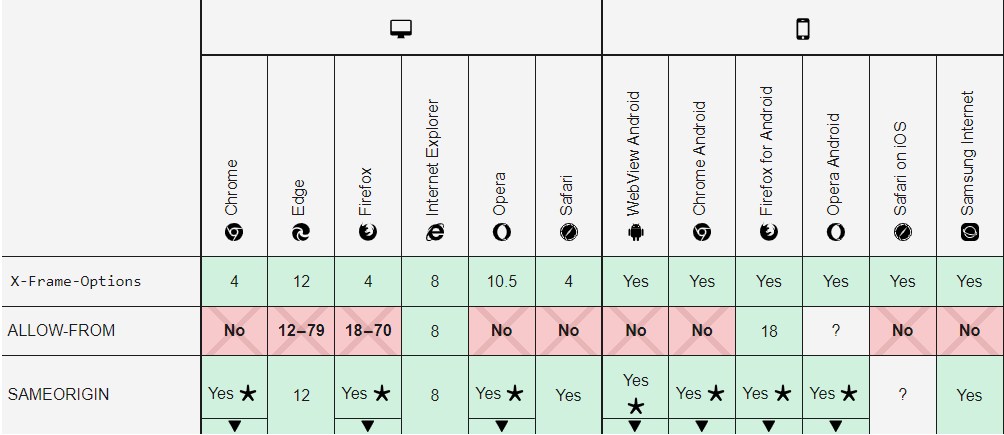 Chrome
Edge
Firefox
Internet Explorer
Opera
Safari
WebView Android
Chrome Android
Firefox for Android
Opera Android
Safari on iOS
Samsung Internet
X-Frame-Options 4 12 4 8 10.5 4 Yes Yes Yes Yes Yes Yes
ALLOW-FROM No 12–79 18–70 8 No No No No 18 ? No No
SAMEORIGIN Yes ★ 12 Yes ★ 8 Yes ★ Yes Yes ★ Yes ★ Yes ★ Yes ★ ? Yes